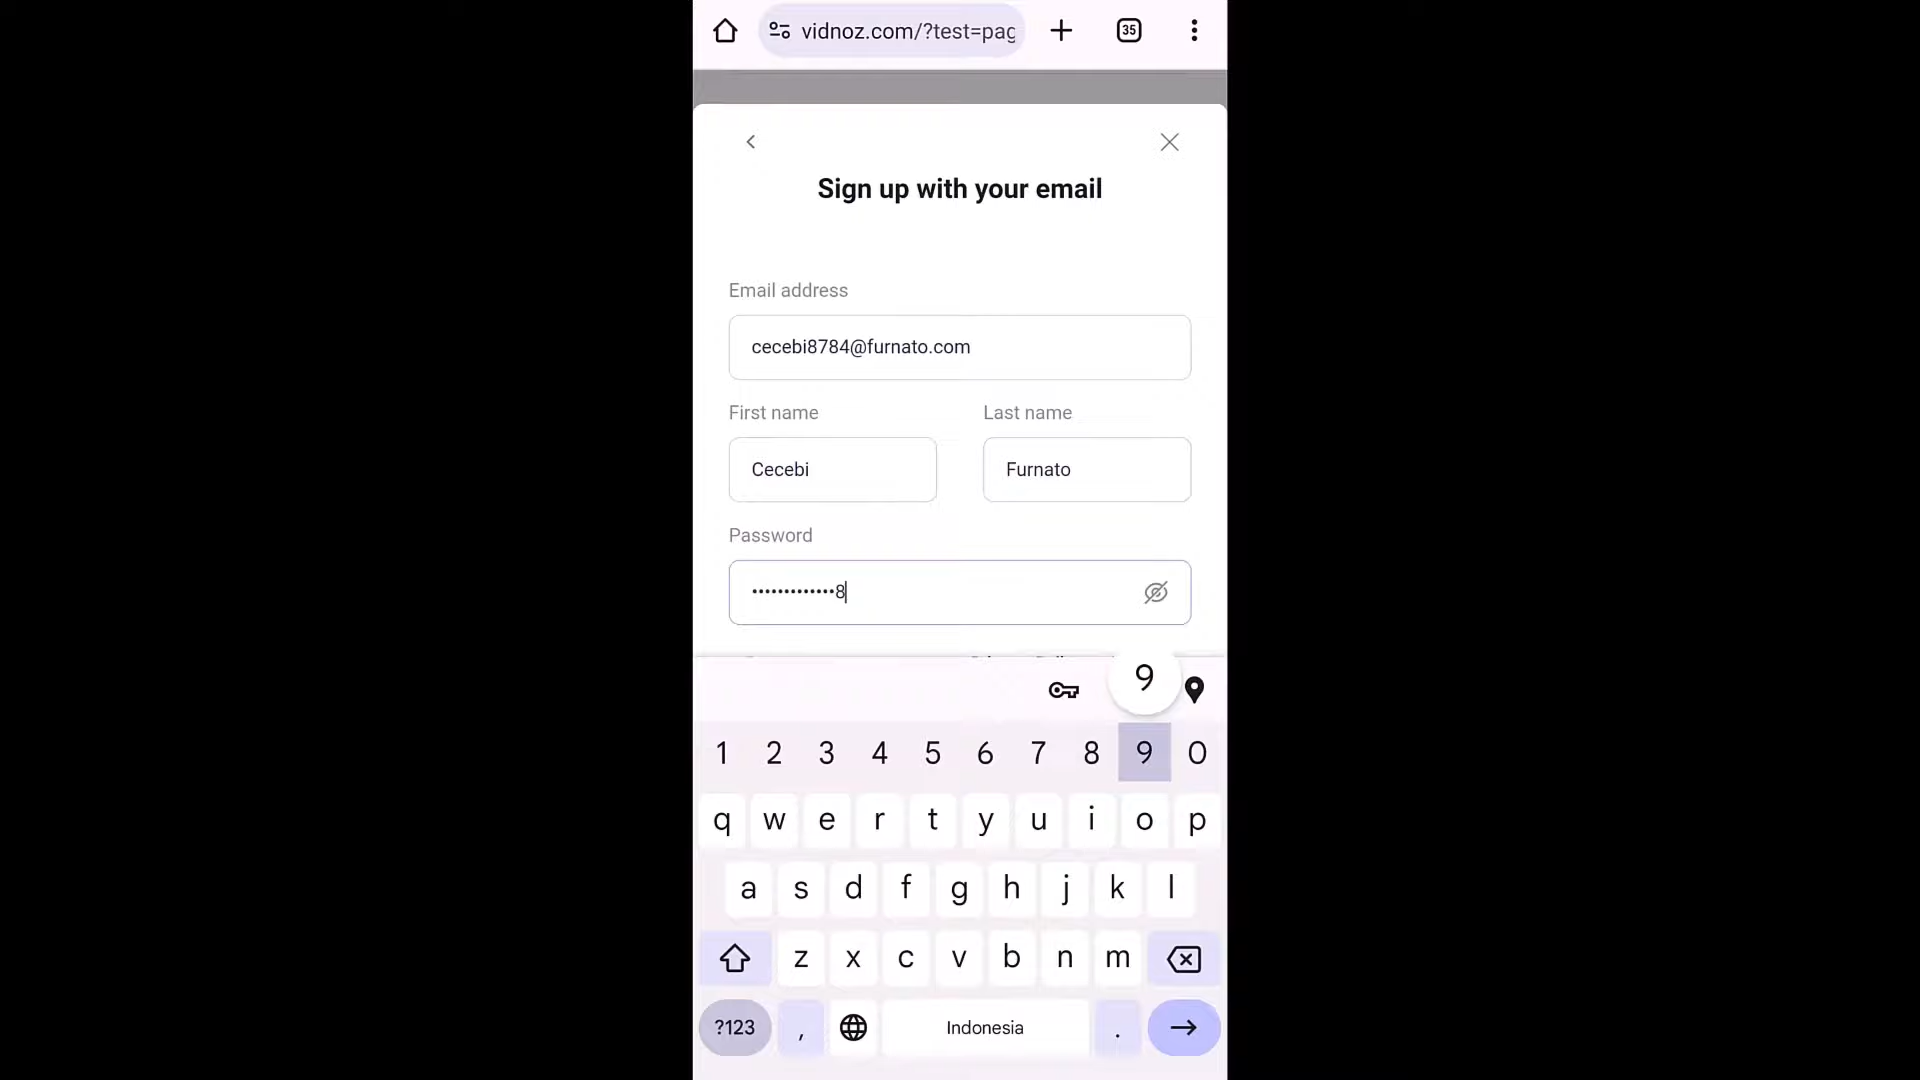 vidnoz.com/?test=pag
35
Sign up with your email
Email address
cecebi8784@furnato.com
First name Last name
Cecebi Furnato
Password
•••••••••••••8
9
1 2 3 4 5 6 7 8 9 0
q w e r t y u i o p
a s d f g h j k l
z x c v b n m
?123 , Indonesia .